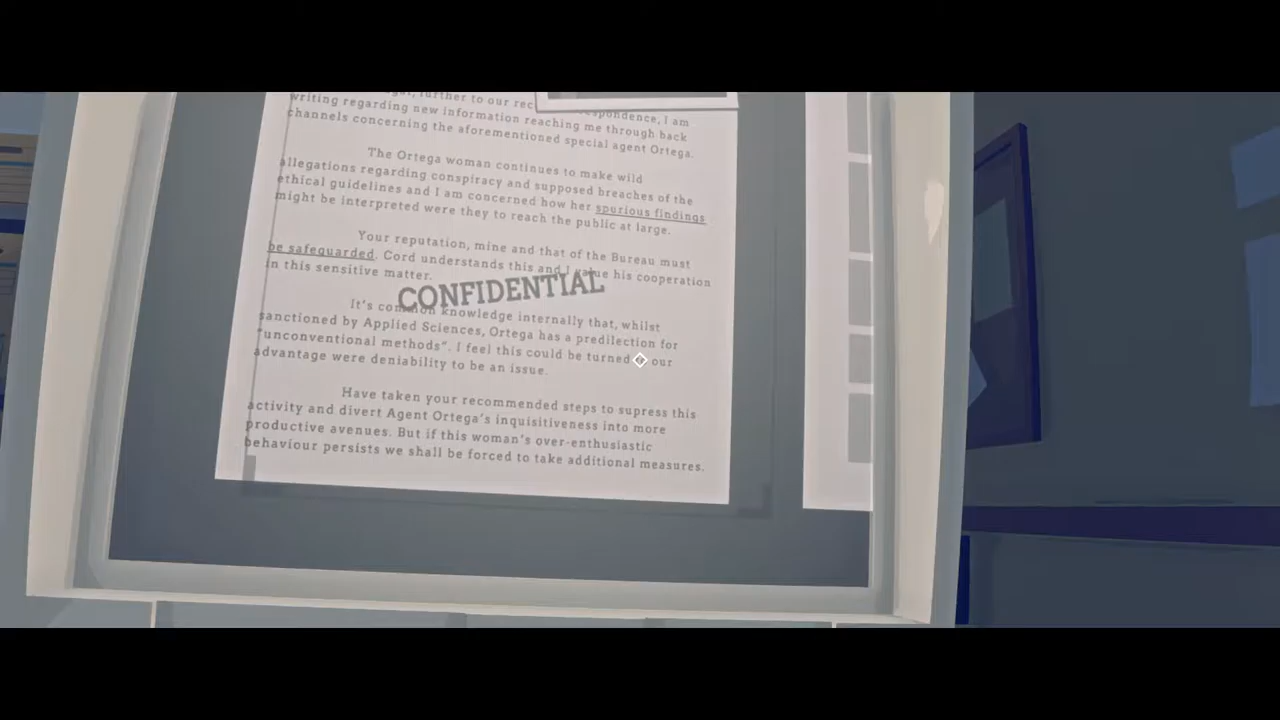 further to our rec spondence, I am
writing regarding new information reaching me through back
channels concerning the aforementioned special agent Ortega.
The Ortega woman continues to make wild
allegations regarding conspiracy and supposed breaches of the
ethical guidelines and I am concerned how her spurious findings
might be interpreted were they to reach the public at large.
Your reputation, mine and that of the Bureau must
be safeguarded. Cord understands this and I value his cooperation
in this sensitive matter.
CONFIDENTIAL
It's common knowledge internally that, whilst
sanctioned by Applied Sciences, Ortega has a predilection for
"unconventional methods". I feel this could be turned our
advantage were deniability to be an issue.
Have taken your recommended steps to supress this
activity and divert Agent Ortega's inquisitiveness into more
productive avenues. But if this woman's over-enthusiastic
behaviour persists we shall be forced to take additional measures.